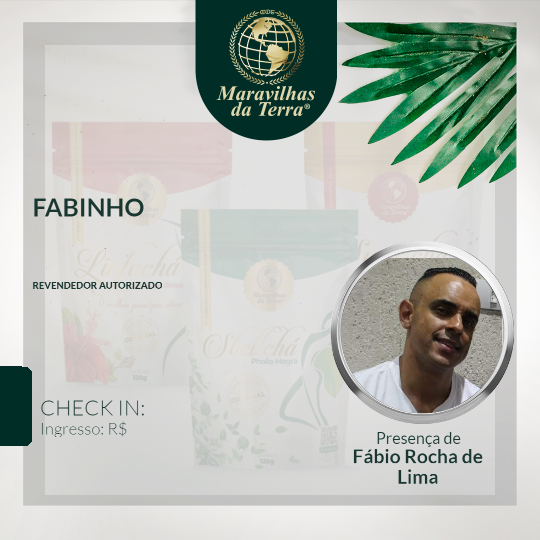 Maravilhas
da Terra®
FABINHO
REVENDEDOR AUTORIZADO
CHECK IN:
Ingresso: R$
Presença de
Fábio Rocha de
Lima